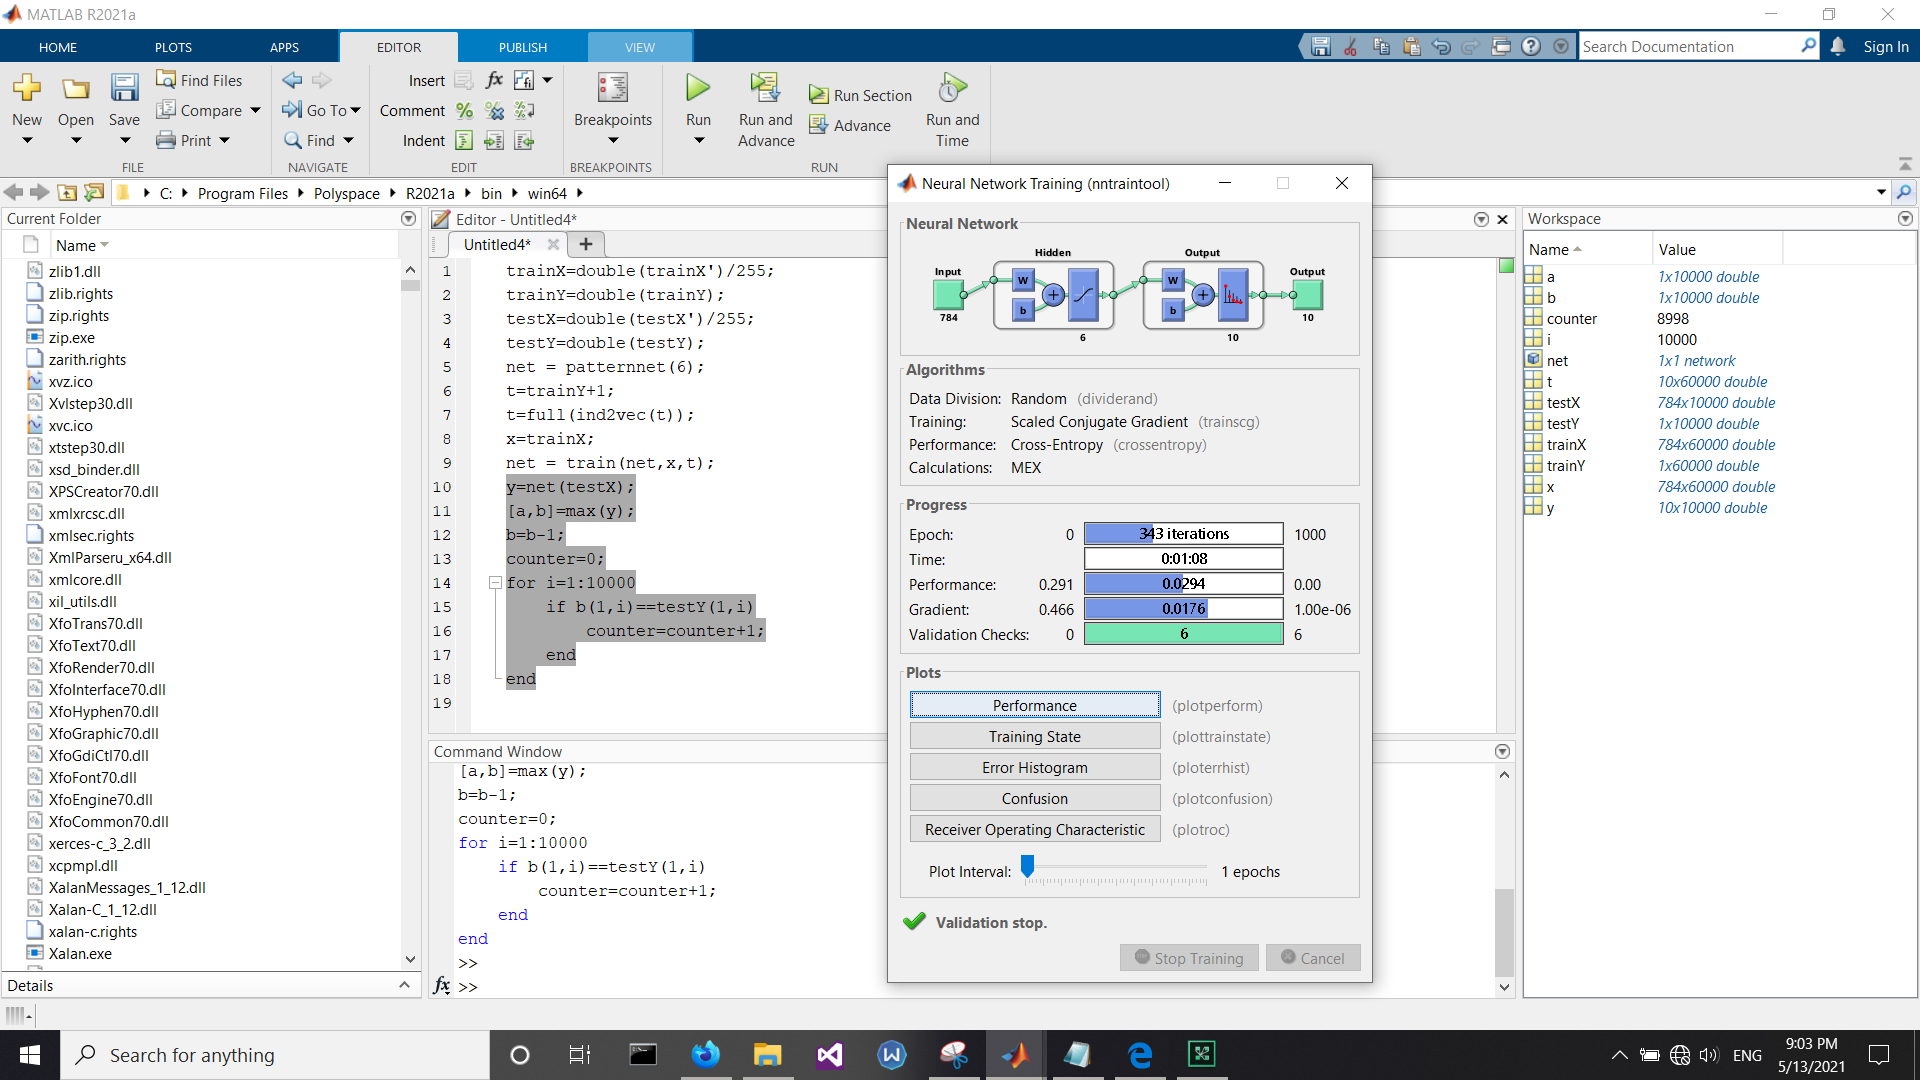 MATLAB R2021a
HOME PLOTS APPS EDITOR PUBLISH VIEW
Search Documentation
Sign In
New
Open
Save
Find Files
Compare
Print
FILE
Go To
Find
NAVIGATE
Insert
Comment
Indent
EDIT
Breakpoints
BREAKPOINTS
Run
Run and Advance
Run Section
Advance
Run and Time
RUN
C: Program Files Polyspace R2021a bin win64
Current Folder
Name
zlib1.dll
zlib.rights
zip.rights
zip.exe
zarith.rights
xvz.ico
Xvlstep30.dll
xvc.ico
xtstep30.dll
xsd_binder.dll
XPSCreator70.dll
xmlxrcsc.dll
xmlsec.rights
XmlParseru_x64.dll
xmlcore.dll
xil_utils.dll
XfoTrans70.dll
XfoText70.dll
XfoRender70.dll
XfoInterface70.dll
XfoHyphen70.dll
XfoGraphic70.dll
XfoGdiCtl70.dll
XfoFont70.dll
XfoEngine70.dll
XfoCommon70.dll
xerces-c_3_2.dll
xcpmpl.dll
XalanMessages_1_12.dll
Xalan-C_1_12.dll
xalan-c.rights
Xalan.exe
Details
Editor - Untitled4*
Untitled4*
1 trainX=double(trainX')/255;
2 trainY=double(trainY);
3 testX=double(testX')/255;
4 testY=double(testY);
5 net = patternnet(6);
6 t=trainY+1;
7 t=full(ind2vec(t));
8 x=trainX;
9 net = train(net,x,t);
10 y=net(testX);
11 [a,b]=max(y);
12 b=b-1;
13 counter=0;
14 for i=1:10000
15 if b(1,i)==testY(1,i)
16 counter=counter+1;
17 end
18 end
19
Command Window
[a,b]=max(y);
b=b-1;
counter=0;
for i=1:10000
if b(1,i)==testY(1,i)
counter=counter+1;
end
end
>>
fx >>
Neural Network Training (nntraintool)
Neural Network
Hidden
Output
Input
Output
W
b
W
b
784
6
10
10
Algorithms
Data Division: Random (dividerand)
Training: Scaled Conjugate Gradient (trainscg)
Performance: Cross-Entropy (crossentropy)
Calculations: MEX
Progress
Epoch: 0 343 iterations 1000
Time: 0:01:08
Performance: 0.291 0.0294 0.00
Gradient: 0.466 0.0176 1.00e-06
Validation Checks: 0 6 6
Plots
Performance (plotperform)
Training State (plottrainstate)
Error Histogram (ploterrhist)
Confusion (plotconfusion)
Receiver Operating Characteristic (plotroc)
Plot Interval: 1 epochs
Validation stop.
Stop Training
Cancel
Workspace
Name Value
a 1x10000 double
b 1x10000 double
counter 8998
i 10000
net 1x1 network
t 10x60000 double
testX 784x10000 double
testY 1x10000 double
trainX 784x60000 double
trainY 1x60000 double
x 784x60000 double
y 10x10000 double
Search for anything
ENG
9:03 PM
5/13/2021